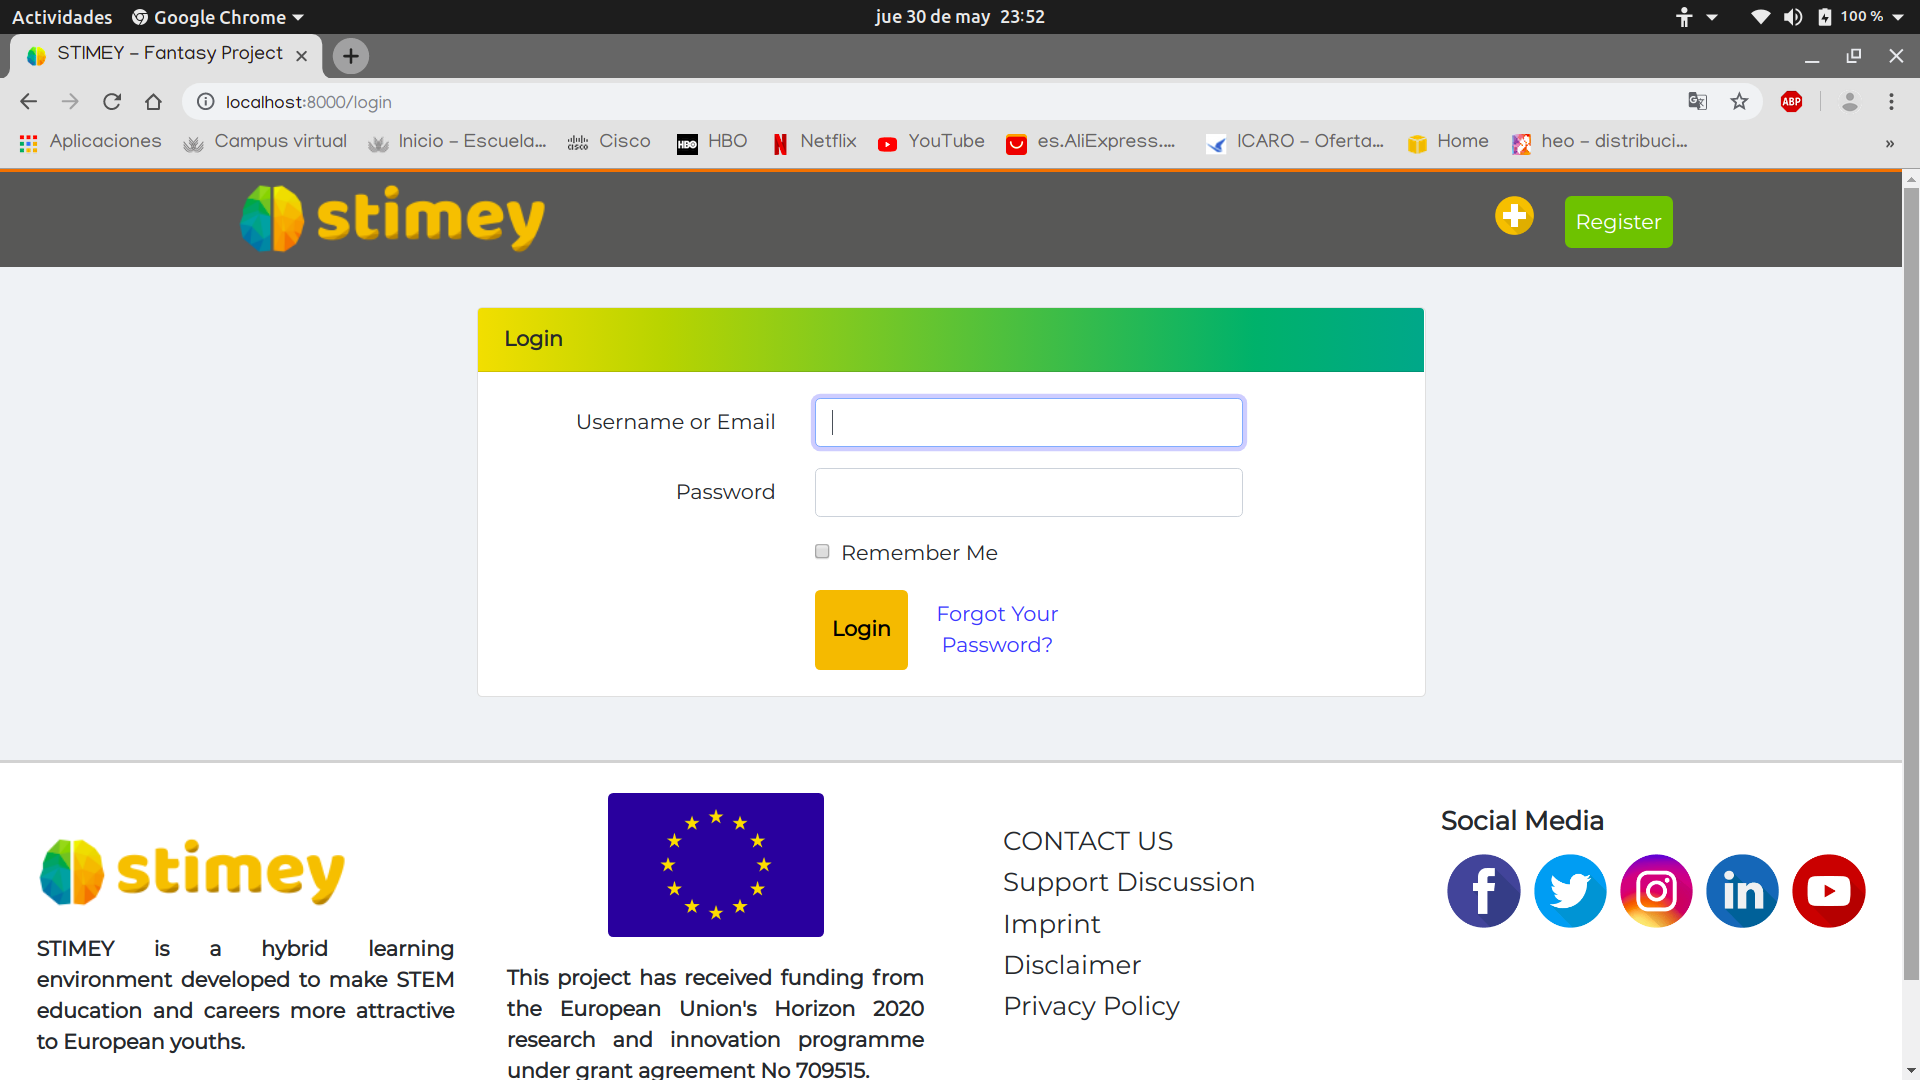 Actividades Google Chrome jue 30 de may 23:52 100 %
STIMEY – Fantasy Project
localhost:8000/login ABP
Aplicaciones Campus virtual Inicio – Escuela... Cisco HBO Netflix YouTube es.AliExpress.... ICARO – Oferta... Home heo – distribuci... »
stimey Register
Login
Username or Email
Password
Remember Me
Login Forgot Your
Password?
stimey
STIMEY is a hybrid learning
environment developed to make STEM
education and careers more attractive
to European youths.
This project has received funding from
the European Union's Horizon 2020
research and innovation programme
under grant agreement No 709515.
CONTACT US
Support Discussion
Imprint
Disclaimer
Privacy Policy
Social Media